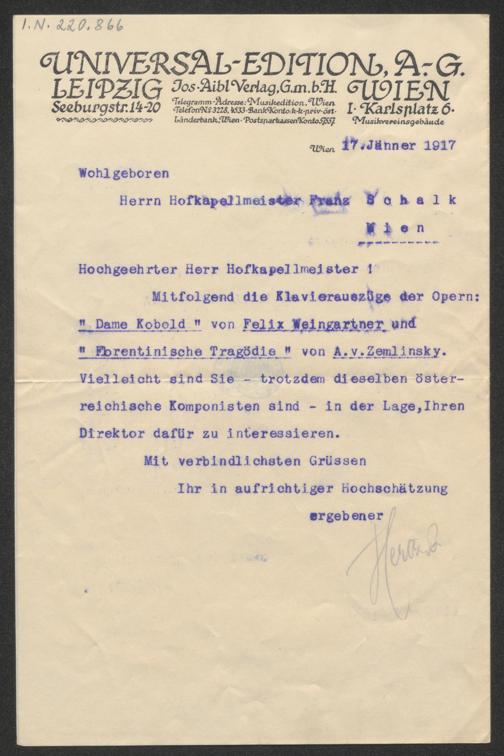 I.N. 220.866
UNIVERSAL-EDITION, A.-G.
LEIPZIG Jos. Aibl Verlag, G.m.b.H. WIEN
Seeburgstr. 14-20 Telegramm-Adresse: Musikedition, Wien I. Karlsplatz 6.
Telefon No 3228, Bank Konto: k.k. priv. öst.
Länderbank, Wien · Postsparkassen Konto Musikvereinsgebäude
Wien 17.Jänner 1917
Wohlgeboren
Herrn Hofkapellmeister Franz Schalk
Wien
Hochgeehrter Herr Hofkapellmeister !
Mitfolgend die Klavierauszüge der Opern:
" Dame Kobold " von Felix Weingartner und
" Florentinische Tragödie " von A.v.Zemlinsky.
Vielleicht sind Sie - trotzdem dieselben öster-
reichische Komponisten sind - in der Lage,Ihren
Direktor dafür zu interessieren.
Mit verbindlichsten Grüssen
Ihr in aufrichtiger Hochschätzung
ergebener